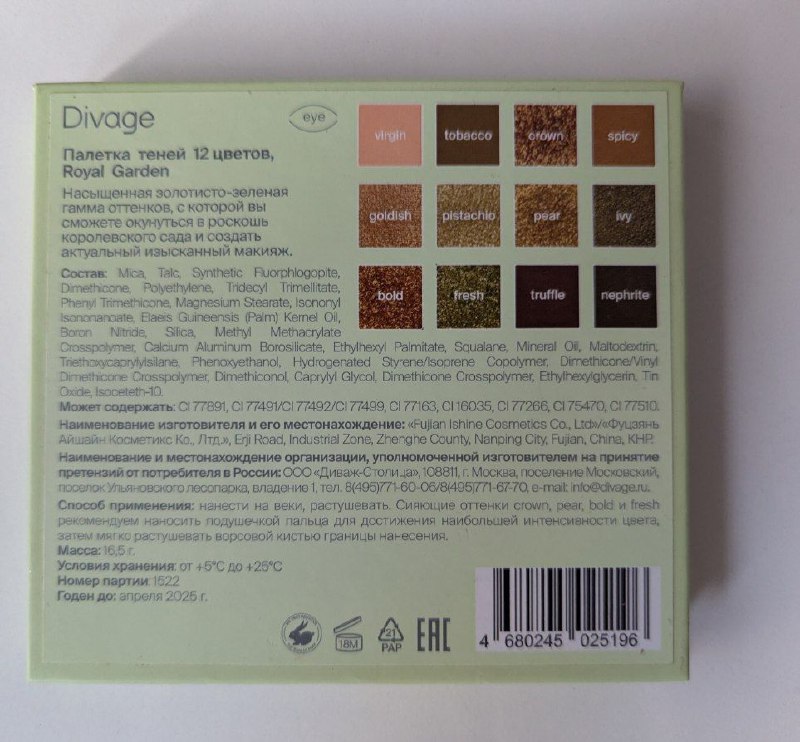 Divage
eye
Палетка теней 12 цветов,
Royal Garden
Насыщенная золотисто-зеленая
гамма оттенков, с которой вы
сможете окунуться в роскошь
королевского сада и создать
актуальный изысканный макияж.
virgin tobacco crown spicy
goldish pistachio pear ivy
bold fresh truffle nephrite
Состав: Mica, Talc, Synthetic Fluorphlogopite,
Dimethicone, Polyethylene, Tridecyl Trimellitate,
Phenyl Trimethicone, Magnesium Stearate, Isononyl
Isononanoate, Elaeis Guineensis (Palm) Kernel Oil,
Boron Nitride, Silica, Methyl Methacrylate
Crosspolymer, Calcium Aluminum Borosilicate, Ethylhexyl Palmitate, Squalane, Mineral Oil, Maltodextrin,
Triethoxycaprylylsilane, Phenoxyethanol, Hydrogenated Styrene/Isoprene Copolymer, Dimethicone/Vinyl
Dimethicone Crosspolymer, Dimethiconol, Caprylyl Glycol, Dimethicone Crosspolymer, Ethylhexylglycerin, Tin
Oxide, Isoceteth-10.
Может содержать: CI 77891, CI 77491/CI 77492/CI 77499, CI 77163, CI 16035, CI 77266, CI 75470, CI 77510.
Наименование изготовителя и его местонахождение: «Fujian Ishine Cosmetics Co., Ltd»/«Фуцзянь
Айшайн Косметикс Ко., Лтд.», Erji Road, Industrial Zone, Zhenghe County, Nanping City, Fujian, China, КНР.
Наименование и местонахождение организации, уполномоченной изготовителем на принятие
претензий от потребителя в России: ООО «Диваж-Столица», 108811, г. Москва, поселение Московский,
поселок Ульяновского лесопарка, владение 1, тел. 8(495)771-60-06/8(495)771-67-70, e-mail: info@divage.ru.
Способ применения: нанести на веки, растушевать. Сияющие оттенки crown, pear, bold и fresh
рекомендуем наносить подушечкой пальца для достижения наибольшей интенсивности цвета,
затем мягко растушевать ворсовой кистью границы нанесения.
Масса: 16,5 г.
Условия хранения: от +5°C до +25°C
Номер партии: 1522
Годен до: апреля 2025 г.
18M
21
PAP
EAC
4 680245 025196